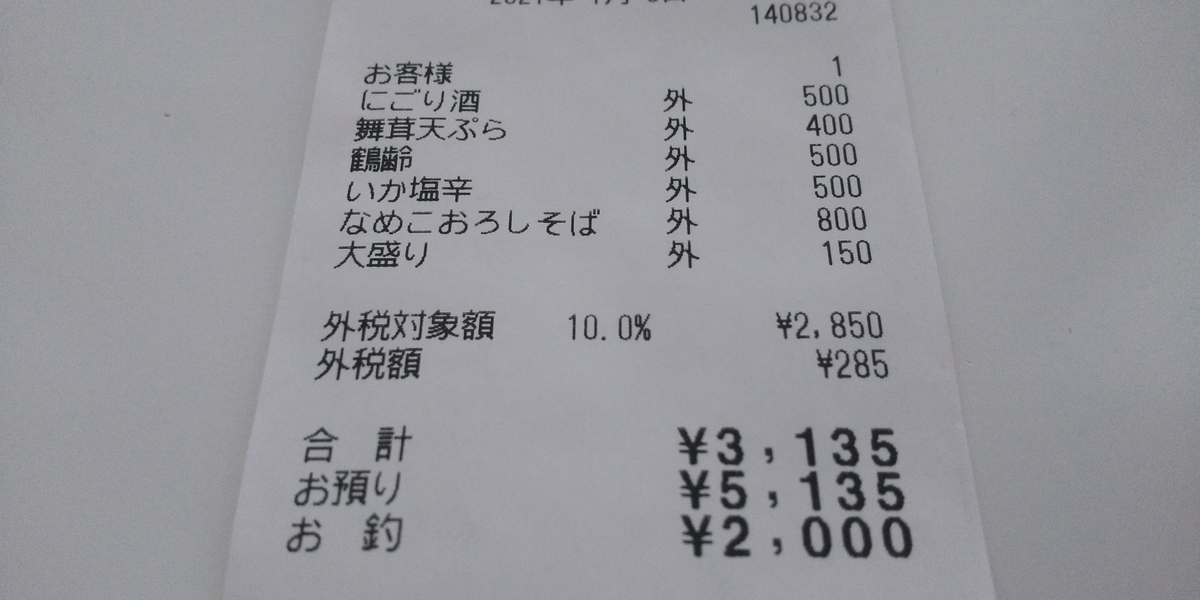 140832
お客様 1
にごり酒 外 500
舞茸天ぷら 外 400
鶴齢 外 500
いか塩辛 外 500
なめこおろしそば 外 800
大盛り 外 150
外税対象額 10.0% ¥2,850
外税額 ¥285
合計 ¥3,135
お預り ¥5,135
お釣 ¥2,000